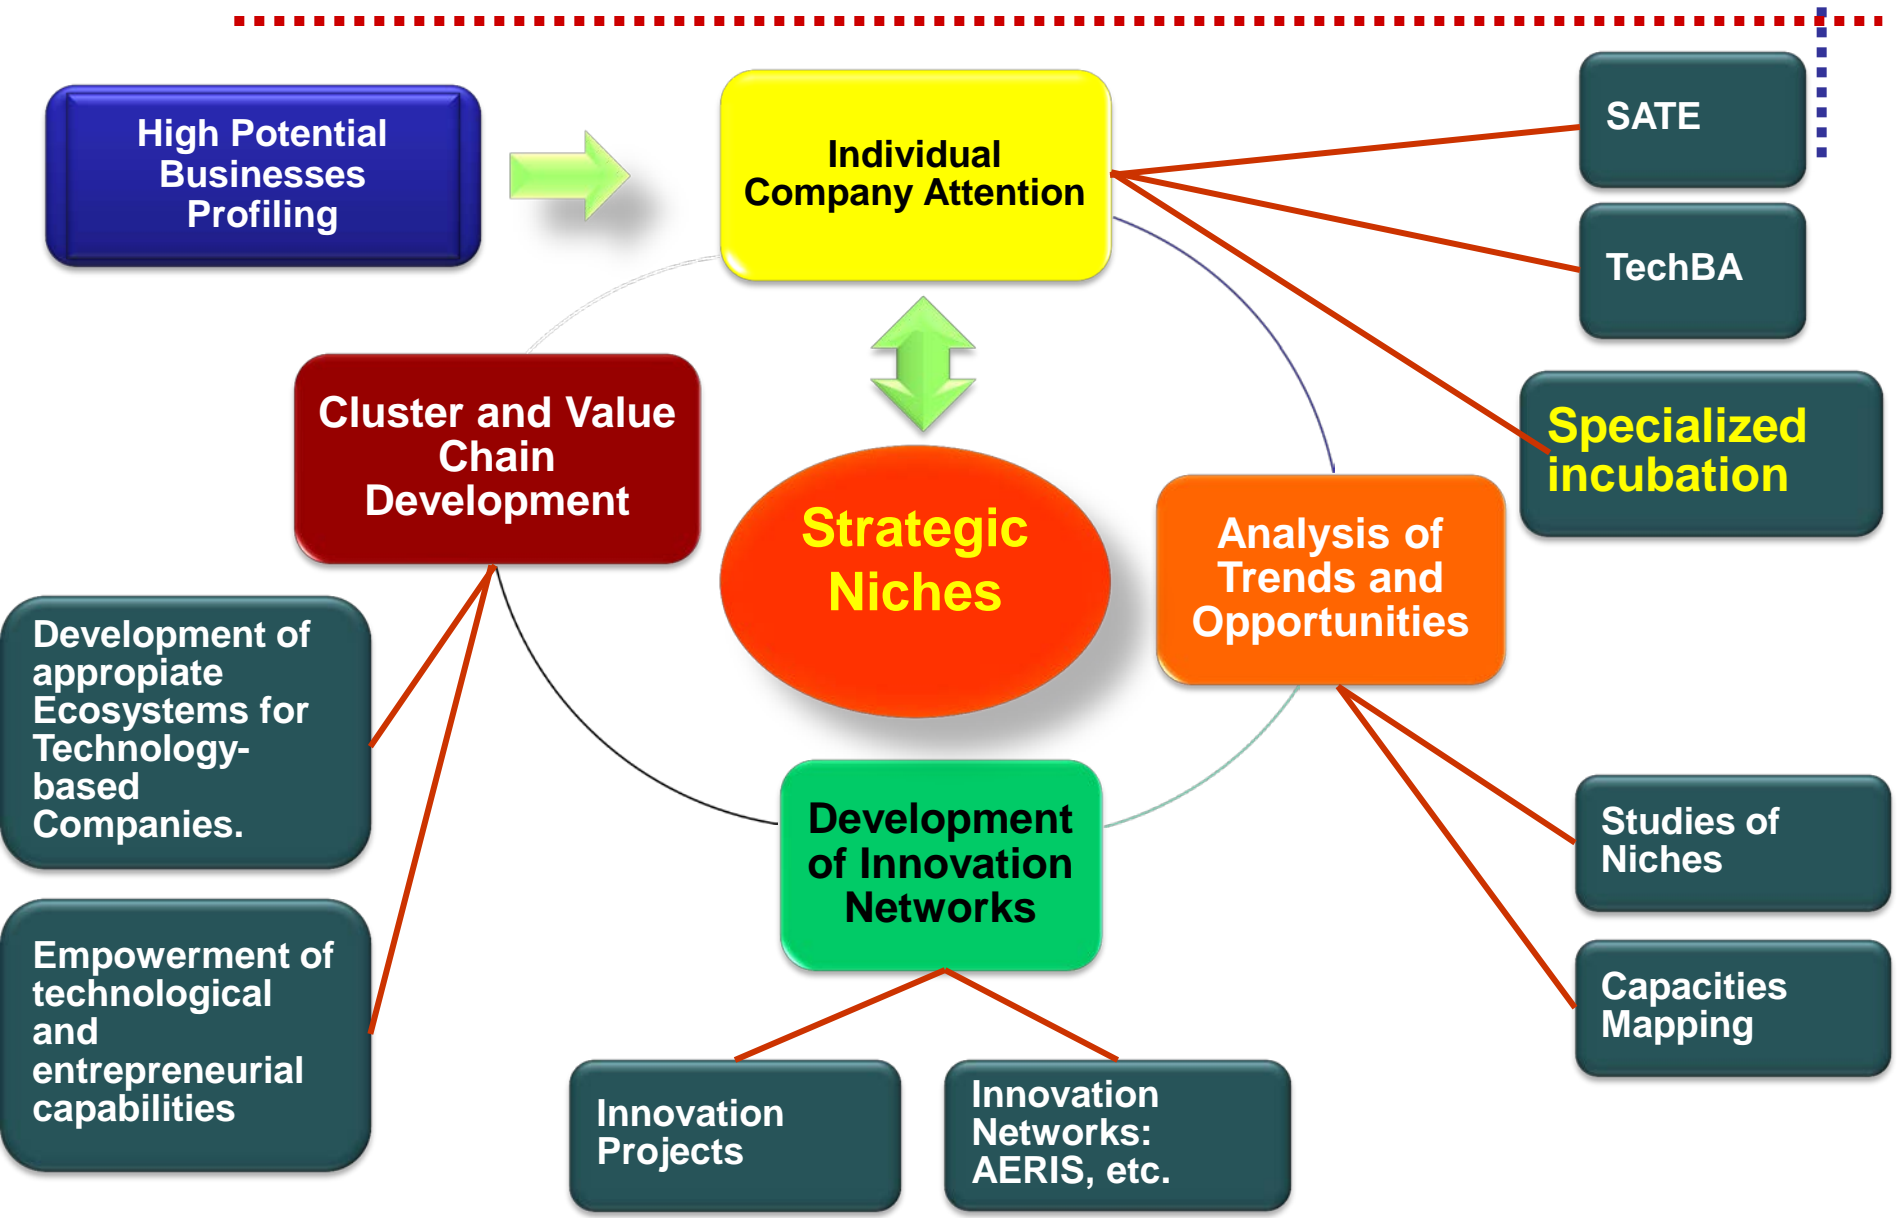 High Potential
Businesses
Profiling
Individual
Company Attention
SATE
TechBA
Specialized
incubation
Cluster and Value
Chain
Development
Strategic
Niches
Analysis of
Trends and
Opportunities
Development of
appropiate
Ecosystems for
Technology-
based
Companies.
Development
of Innovation
Networks
Studies of
Niches
Empowerment of
technological
and
entrepreneurial
capabilities
Capacities
Mapping
Innovation
Projects
Innovation
Networks:
AERIS, etc.